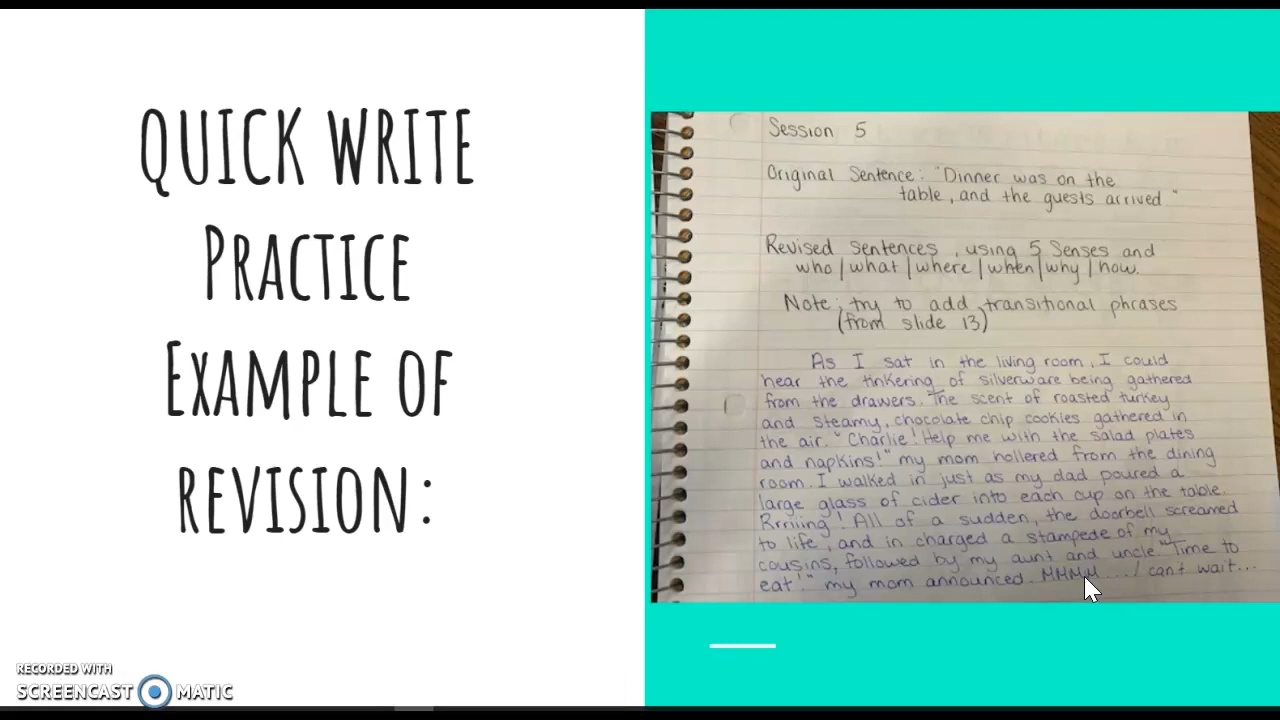 QUICK WRITE
PRACTICE
EXAMPLE OF
REVISION:
Session 5
Original Sentence: "Dinner was on the
table, and the guests arrived."
Revised sentences, using 5 Senses and
who|what|where|when|why|how.
Note: try to add transitional phrases
(from slide 13)
As I sat in the living room, I could
hear the tinkering of silverware being gathered
from the drawers. The scent of roasted turkey
and steamy, chocolate chip cookies gathered in
the air. "Charlie! Help me with the salad plates
and napkins!" my mom hollered from the dining
room. I walked in just as my dad poured a
large glass of cider into each cup on the table.
Rrriiing! All of a sudden, the doorbell screamed
to life, and in charged a stampede of my
cousins, followed by my aunt and uncle. "Time to
eat!" my mom announced. MMMM....I cant wait...
RECORDED WITH
SCREENCAST MATIC